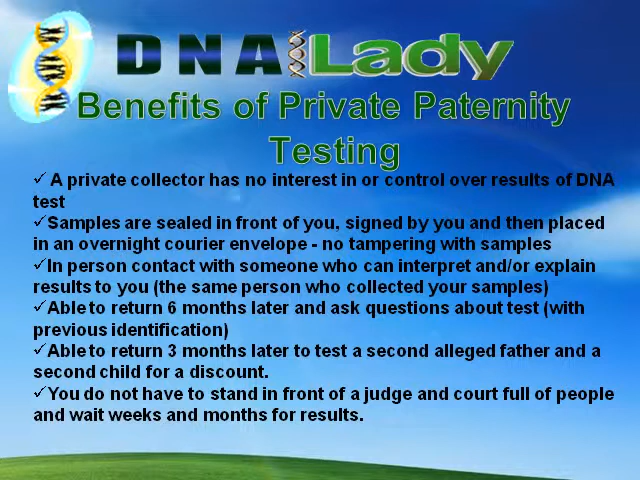 DNA Lady
Benefits of Private Paternity
Testing
✓ A private collector has no interest in or control over results of DNA
test
✓Samples are sealed in front of you, signed by you and then placed
in an overnight courier envelope - no tampering with samples
✓In person contact with someone who can interpret and/or explain
results to you (the same person who collected your samples)
✓Able to return 6 months later and ask questions about test (with
previous identification)
✓Able to return 3 months later to test a second alleged father and a
second child for a discount.
✓You do not have to stand in front of a judge and court full of people
and wait weeks and months for results.